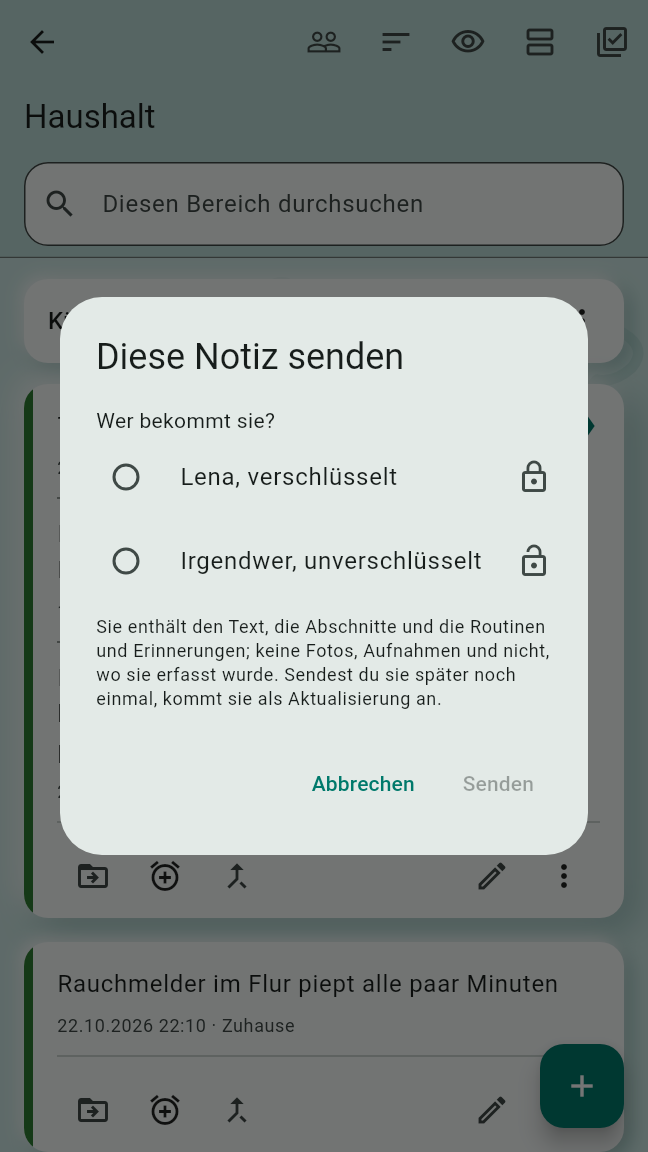 Haushalt
Diesen Bereich durchsuchen
Diese Notiz senden
Wer bekommt sie?
Lena, verschlüsselt
Irgendwer, unverschlüsselt
Sie enthält den Text, die Abschnitte und die Routinen
und Erinnerungen; keine Fotos, Aufnahmen und nicht,
wo sie erfasst wurde. Sendest du sie später noch
einmal, kommt sie als Aktualisierung an.
Abbrechen
Senden
Rauchmelder im Flur piept alle paar Minuten
22.10.2026 22:10 · Zuhause